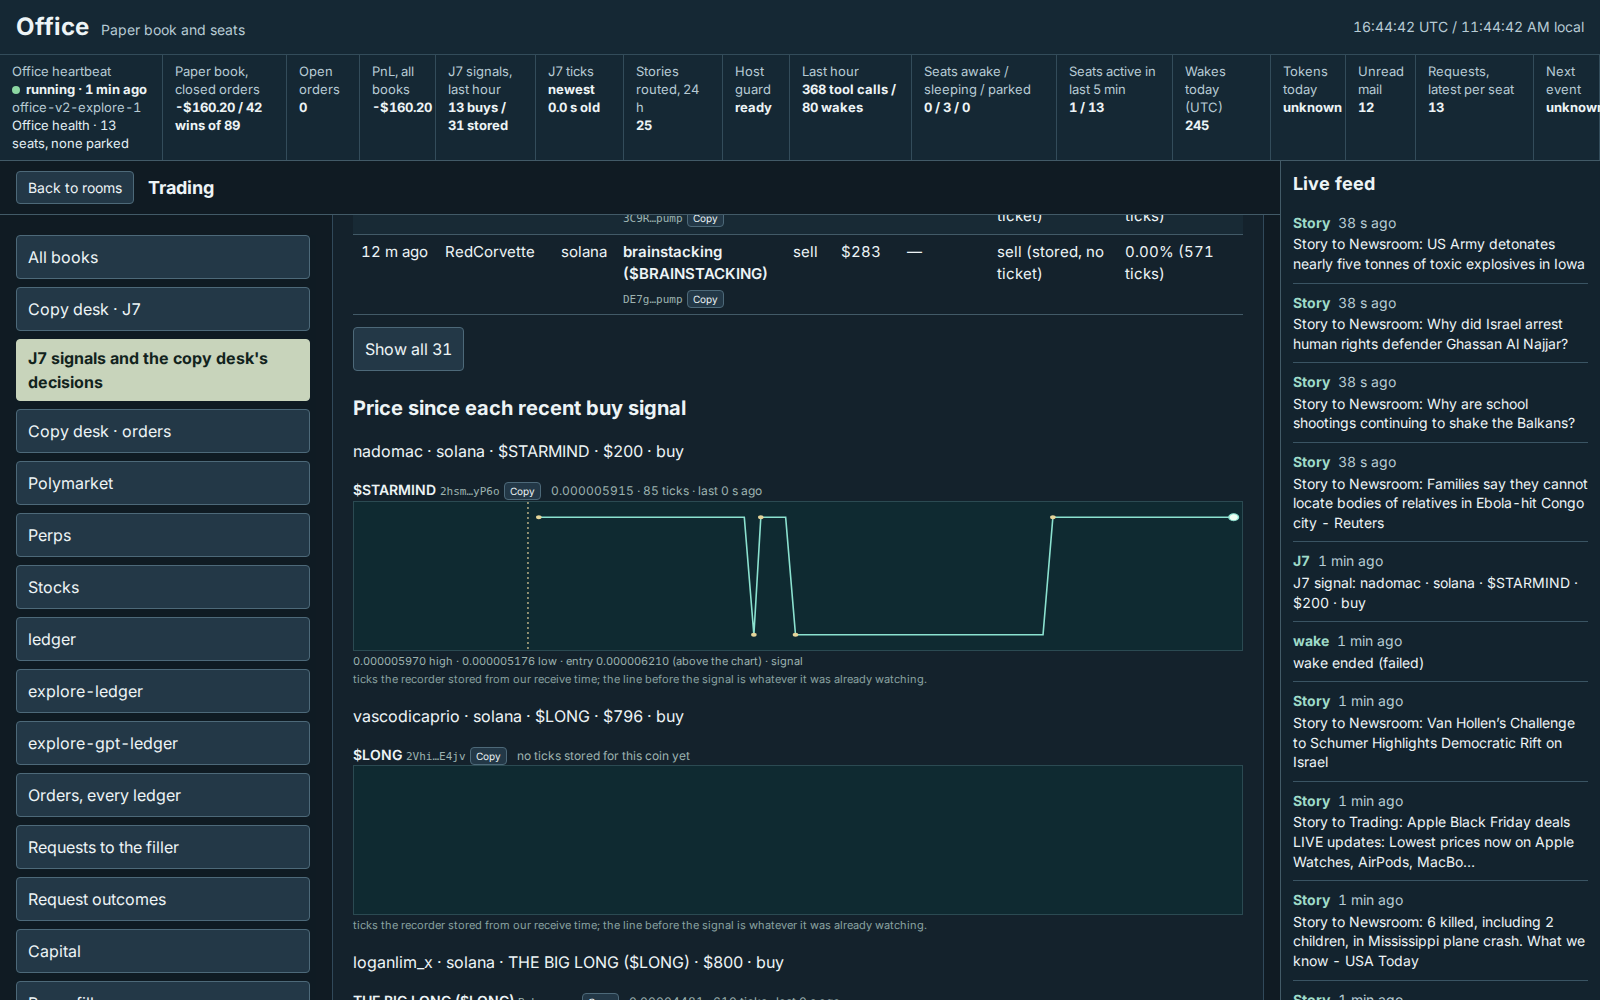 Office Paper book and seats
16:44:42 UTC / 11:44:42 AM local
Office heartbeat
running · 1 min ago
office-v2-explore-1
Office health · 13
seats, none parked
Paper book,
closed orders
-$160.20 / 42
wins of 89
Open
orders
0
PnL, all
books
-$160.20
J7 signals,
last hour
13 buys /
31 stored
J7 ticks
newest
0.0 s old
Stories
routed, 24
h
25
Host
guard
ready
Last hour
368 tool calls /
80 wakes
Seats awake /
sleeping / parked
0 / 3 / 0
Seats active in
last 5 min
1 / 13
Wakes
today
(UTC)
245
Tokens
today
unknown
Unread
mail
12
Requests,
latest per seat
13
Next
event
unknown
Back to rooms
Trading
All books
Copy desk · J7
J7 signals and the copy desk's
decisions
Copy desk · orders
Polymarket
Perps
Stocks
ledger
explore-ledger
explore-gpt-ledger
Orders, every ledger
Requests to the filler
Request outcomes
Capital
3C9R…pump Copy
ticket)
ticks)
12 m ago RedCorvette solana brainstacking sell $283 — sell (stored, no 0.00% (571
($BRAINSTACKING) ticket) ticks)
DE7g…pump Copy
Show all 31
Price since each recent buy signal
nadomac · solana · $STARMIND · $200 · buy
$STARMIND 2hsm…yP6o Copy 0.000005915 · 85 ticks · last 0 s ago
0.000005970 high · 0.000005176 low · entry 0.000006210 (above the chart) · signal
ticks the recorder stored from our receive time; the line before the signal is whatever it was already watching.
vascodicaprio · solana · $LONG · $796 · buy
$LONG 2Vhi…E4jv Copy no ticks stored for this coin yet
ticks the recorder stored from our receive time; the line before the signal is whatever it was already watching.
loganlim_x · solana · THE BIG LONG ($LONG) · $800 · buy
THE BIG LONG ($LONG)
Live feed
Story 38 s ago
Story to Newsroom: US Army detonates
nearly five tonnes of toxic explosives in Iowa
Story 38 s ago
Story to Newsroom: Why did Israel arrest
human rights defender Ghassan Al Najjar?
Story 38 s ago
Story to Newsroom: Why are school
shootings continuing to shake the Balkans?
Story 38 s ago
Story to Newsroom: Families say they cannot
locate bodies of relatives in Ebola-hit Congo
city - Reuters
J7 1 min ago
J7 signal: nadomac · solana · $STARMIND ·
$200 · buy
wake 1 min ago
wake ended (failed)
Story 1 min ago
Story to Newsroom: Van Hollen’s Challenge
to Schumer Highlights Democratic Rift on
Israel
Story 1 min ago
Story to Trading: Apple Black Friday deals
LIVE updates: Lowest prices now on Apple
Watches, AirPods, MacBo...
Story 1 min ago
Story to Newsroom: 6 killed, including 2
children, in Mississippi plane crash. What we
know - USA Today
Story 1 min ago